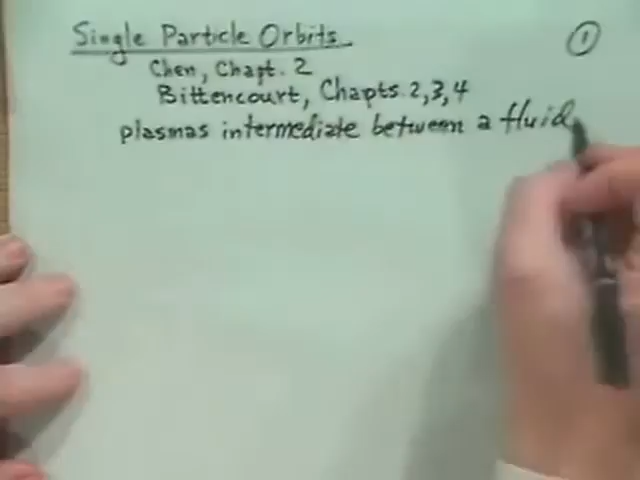 Single Particle Orbits
①
Chen, Chapt. 2
Bittencourt, Chapts. 2, 3, 4
plasmas intermediate between a fluid